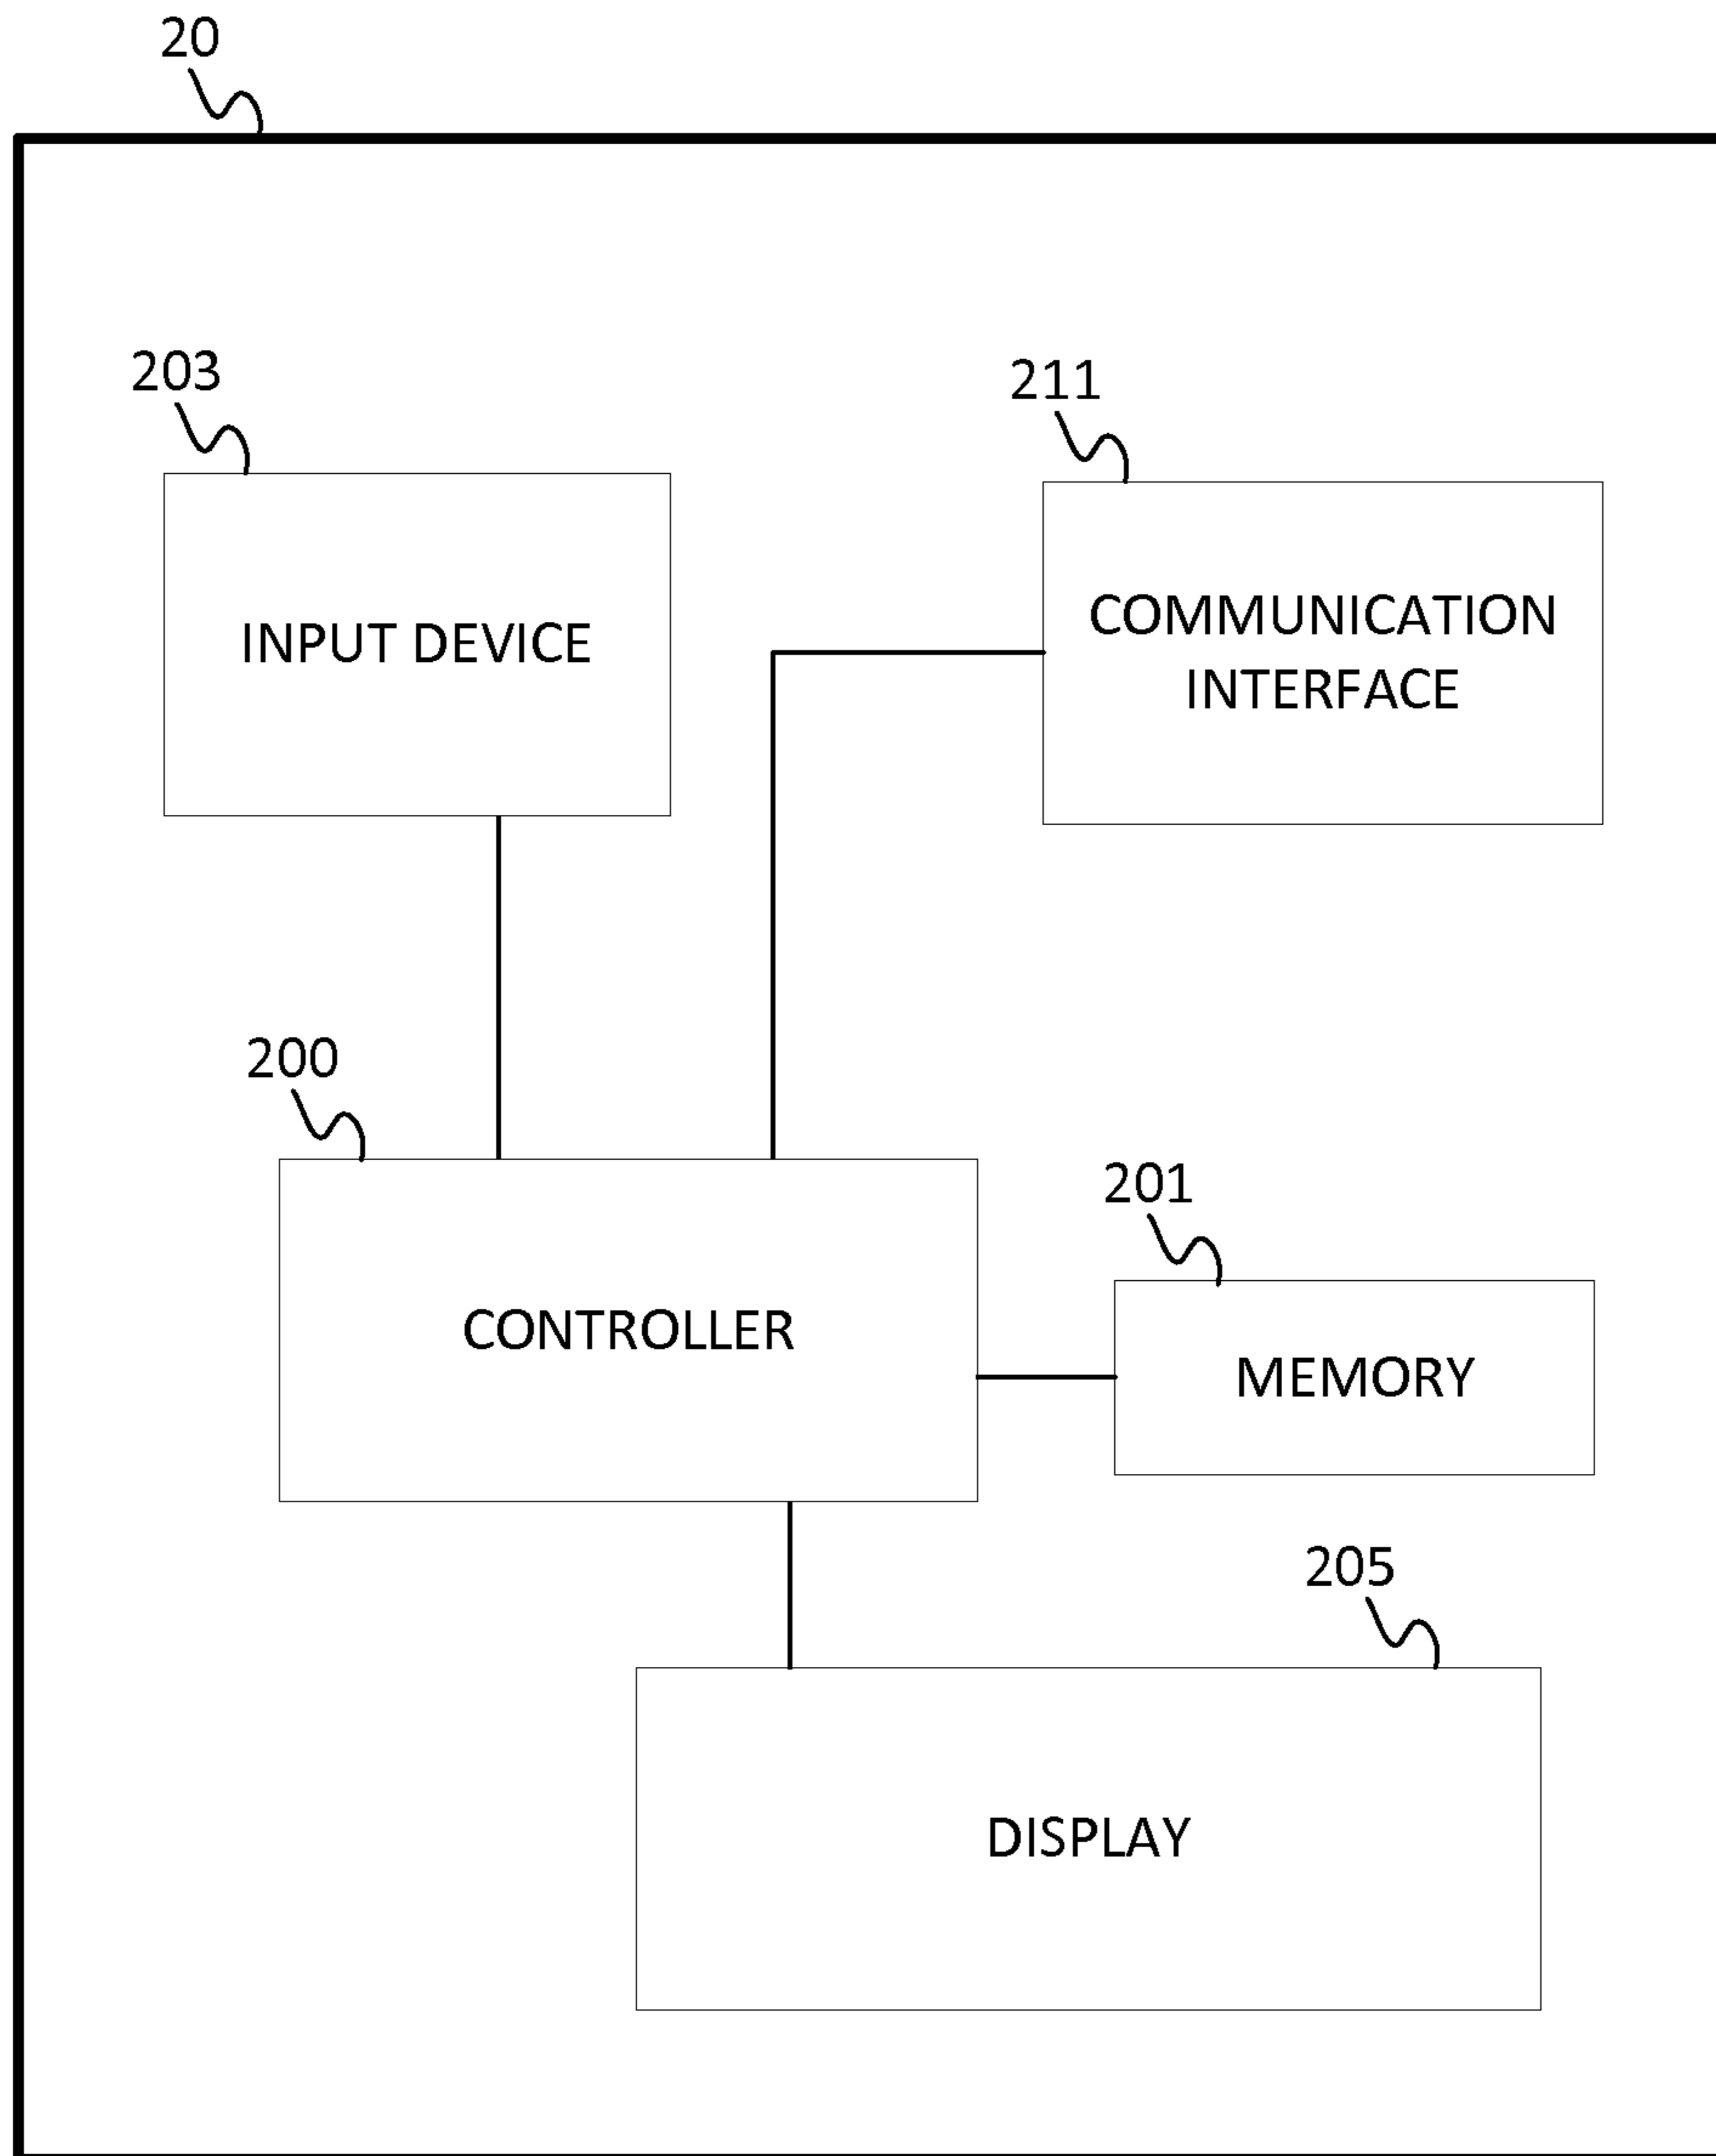 20
203
211
INPUT DEVICE
COMMUNICATION
INTERFACE
200
201
CONTROLLER
MEMORY
205
DISPLAY